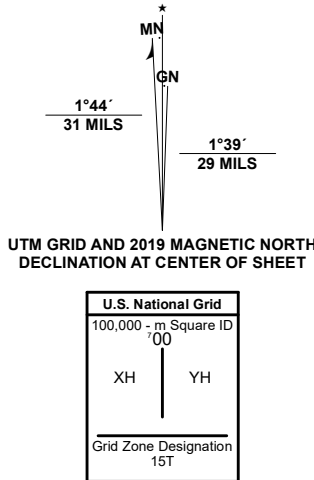 ★
MN
GN
1°44´
31 MILS
1°39´
29 MILS
UTM GRID AND 2019 MAGNETIC NORTH
DECLINATION AT CENTER OF SHEET
U.S. National Grid
100,000 - m Square ID
⁷00
XH YH
Grid Zone Designation
15T